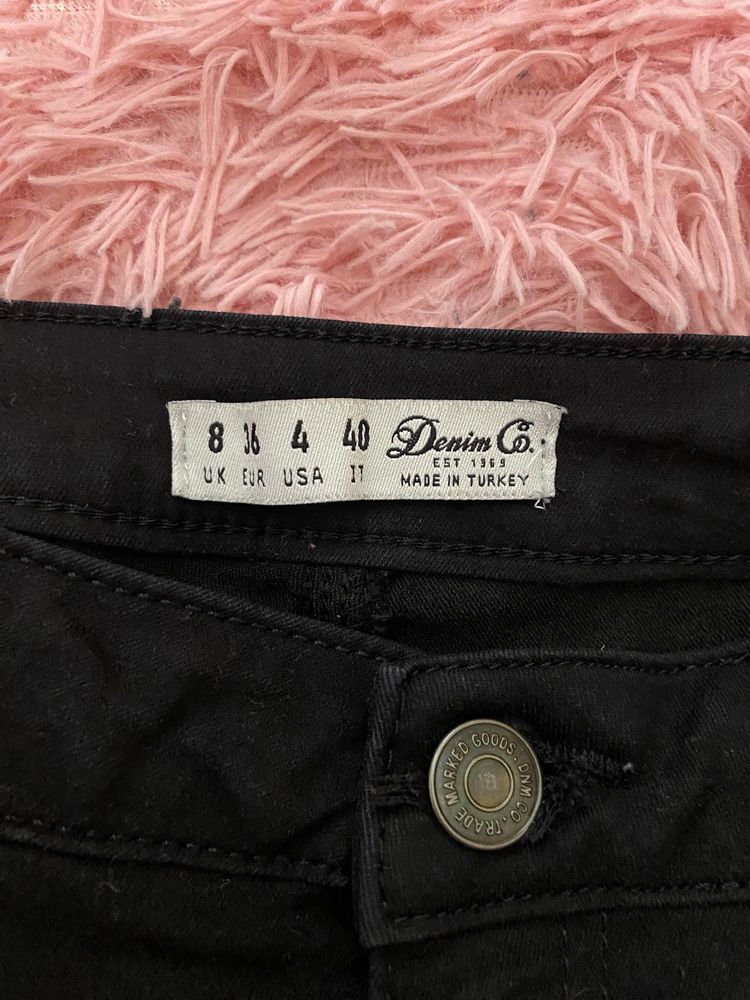 8 36 4 40 Denim Co.
UK EUR USA IT EST 1969
MADE IN TURKEY
MARKED GOODS. DNM CO. TRADE